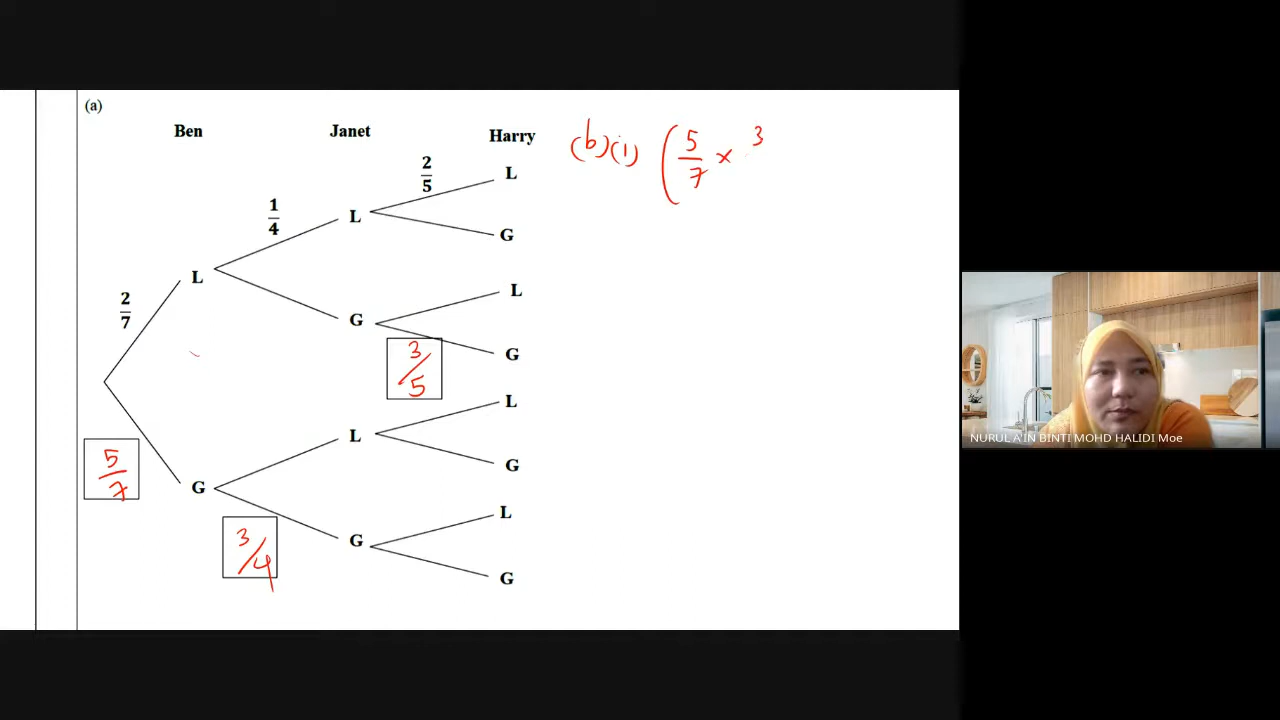 (a)
Ben Janet Harry
(b)(i) (5/7 × 3
2/5
L
1/4
L
G
L
L
2/7
G
3/5
G
L
L
5/7
G
G
L
3/4
G
G
NURUL A'IN BINTI MOHD HALIDI Moe